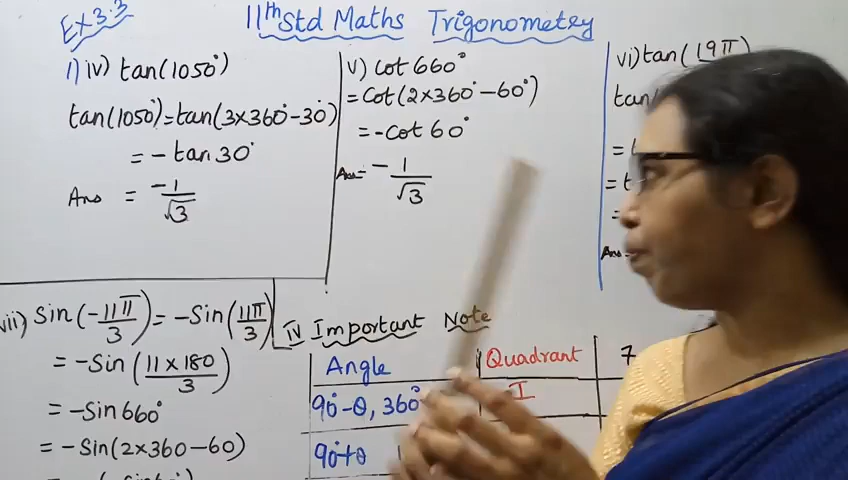 Ex 3.3
11th Std Maths Trigonometry
1) iv) tan(1050°)
tan(1050°) = tan(3×360°-30°)
= - tan 30°
Ans = -1/√3
v) cot 660°
= Cot(2×360°-60°)
= -cot 60°
Ans = - 1/√3
vi) tan(19π
tan(
=
= t
=
Ans
vii) Sin(-11π/3) = -Sin(11π/3)
= -Sin(11×180/3)
= -Sin 660°
= -Sin(2×360-60)
IV Important Note
Angle Quadrant
90°-θ, 360° I
90°+θ